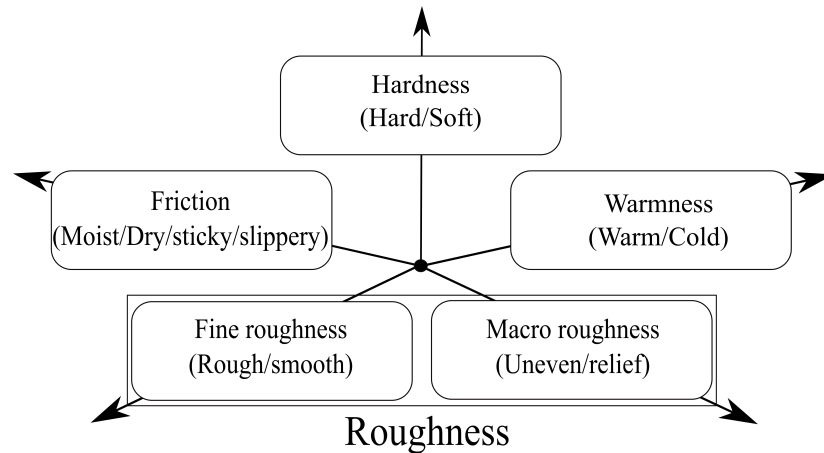 Hardness
(Hard/Soft)
Friction
(Moist/Dry/sticky/slippery)
Warmness
(Warm/Cold)
Fine roughness
(Rough/smooth)
Macro roughness
(Uneven/relief)
Roughness